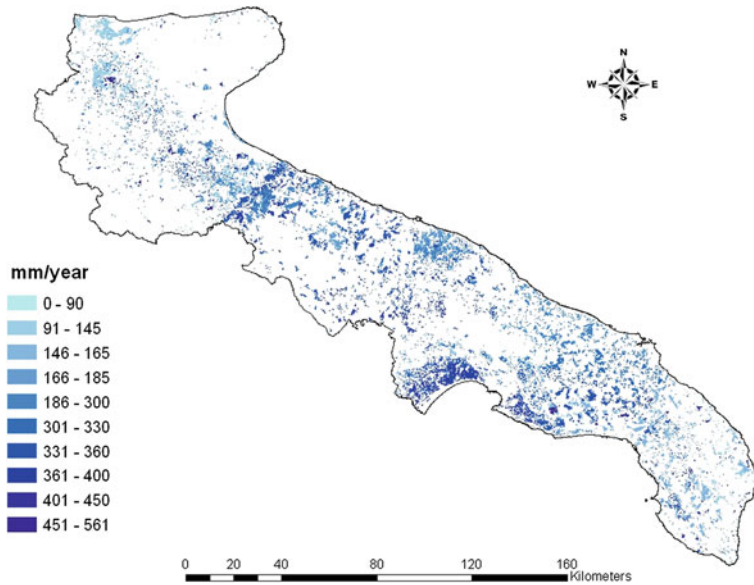 N
W E
S
mm/year
0 - 90
91 - 145
146 - 165
166 - 185
186 - 300
301 - 330
331 - 360
361 - 400
401 - 450
451 - 561
0 20 40 80 120 160
Kilometers